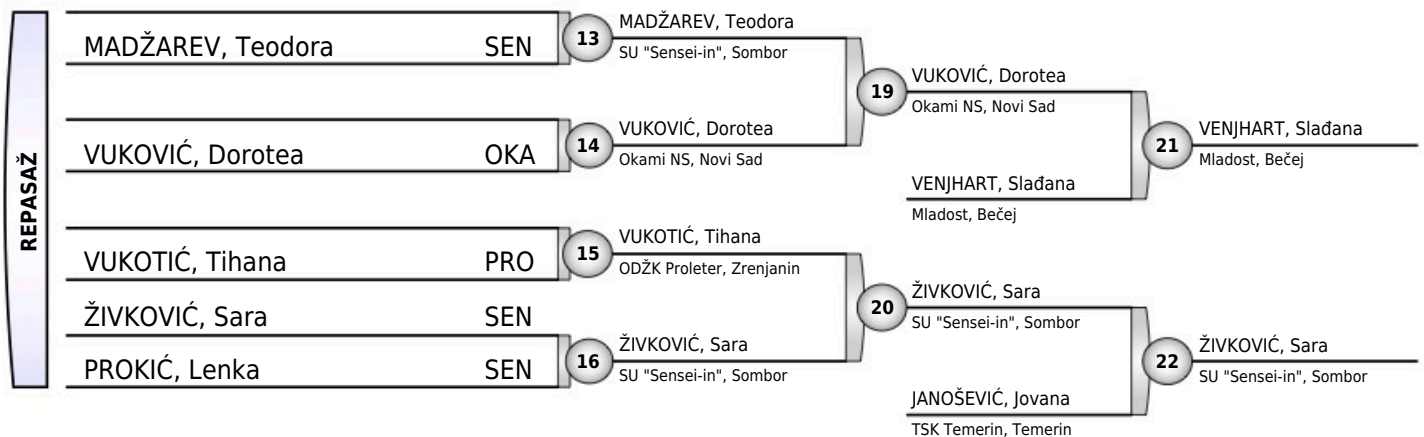 REPASAŽ
MADŽAREV, Teodora SEN
VUKOVIĆ, Dorotea OKA
VUKOTIĆ, Tihana PRO
ŽIVKOVIĆ, Sara SEN
PROKIĆ, Lenka SEN
13
MADŽAREV, Teodora
SU "Sensei-in", Sombor
14
VUKOVIĆ, Dorotea
Okami NS, Novi Sad
15
VUKOTIĆ, Tihana
ODŽK Proleter, Zrenjanin
16
ŽIVKOVIĆ, Sara
SU "Sensei-in", Sombor
19
VUKOVIĆ, Dorotea
Okami NS, Novi Sad
VENJHART, Slađana
Mladost, Bečej
20
ŽIVKOVIĆ, Sara
SU "Sensei-in", Sombor
JANOŠEVIĆ, Jovana
TSK Temerin, Temerin
21
VENJHART, Slađana
Mladost, Bečej
22
ŽIVKOVIĆ, Sara
SU "Sensei-in", Sombor